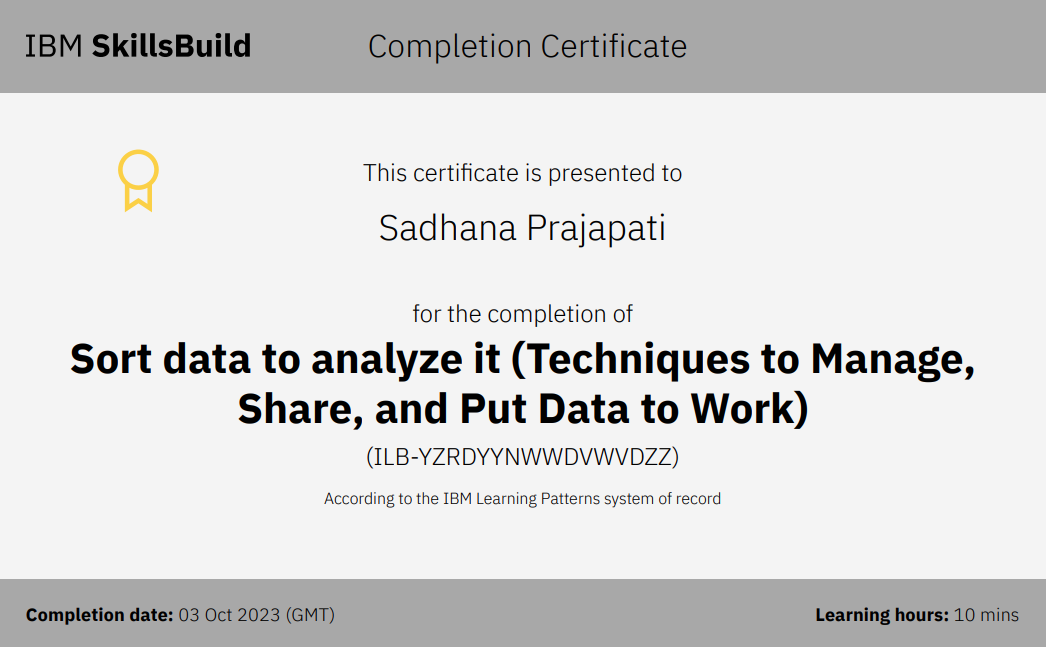 IBM SkillsBuild
Completion Certificate
This certificate is presented to
Sadhana Prajapati
for the completion of
Sort data to analyze it (Techniques to Manage,
Share, and Put Data to Work)
(ILB-YZRDYYNWWDVWVDZZ)
According to the IBM Learning Patterns system of record
Completion date: 03 Oct 2023 (GMT)
Learning hours: 10 mins